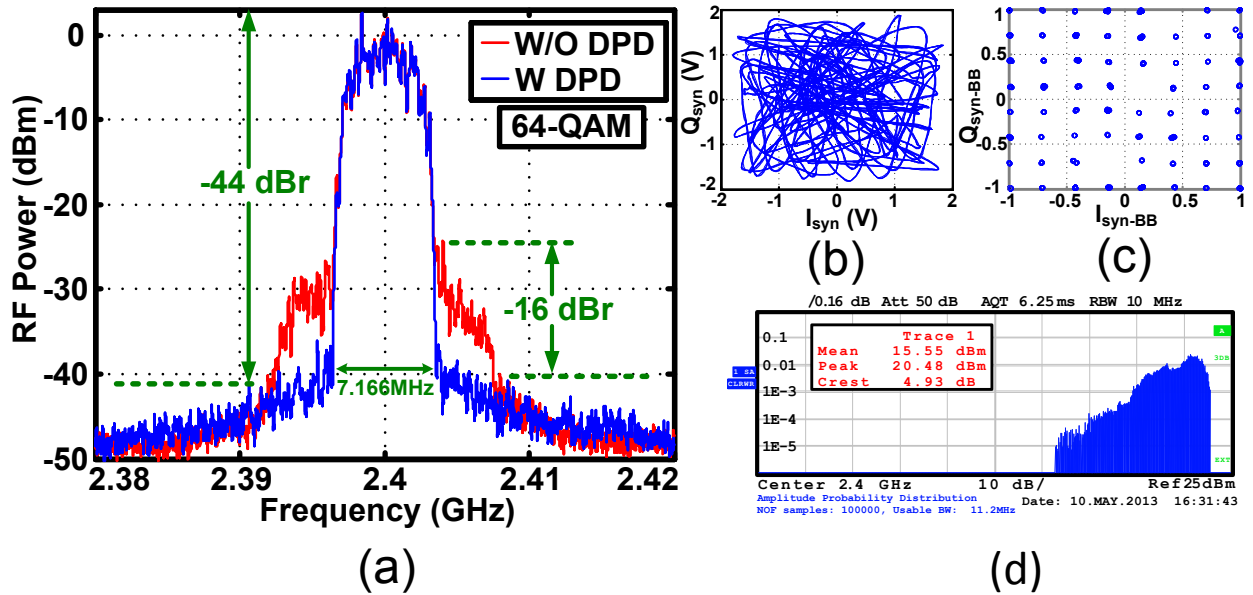 W/O DPD
W DPD
64-QAM
-44 dBr
-16 dBr
7.166MHz
RF Power (dBm)
0
-10
-20
-30
-40
-50
2.38
2.39
2.4
2.41
2.42
Frequency (GHz)
(a)
Qsyn (V)
2
1
0
-1
-2
-2
-1
0
1
2
Isyn (V)
(b)
Qsyn-BB
1
0.5
0
-0.5
-1
-1
-0.5
0
0.5
1
Isyn-BB
(c)
/0.16 dB Att 50 dB AQT 6.25 ms RBW 10 MHz
0.1
0.01
1E-3
1E-4
1E-5
Trace 1
Mean 15.55 dBm
Peak 20.48 dBm
Crest 4.93 dB
1 SA
CLRWR
A
3DB
EXT
Center 2.4 GHz 10 dB/ Ref 25 dBm
Amplitude Probability Distribution
NOF samples: 100000, Usable BW: 11.2MHz
Date: 10.MAY.2013 16:31:43
(d)